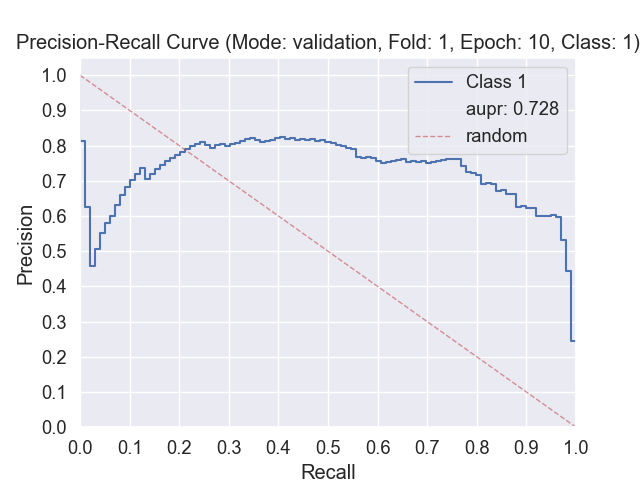 Precision-Recall Curve (Mode: validation, Fold: 1, Epoch: 10, Class: 1)
1.0
0.9
0.8
0.7
0.6
0.5
0.4
0.3
0.2
0.1
0.0
Precision
Class 1
aupr: 0.728
random
0.0 0.1 0.2 0.3 0.4 0.5 0.6 0.7 0.8 0.9 1.0
Recall